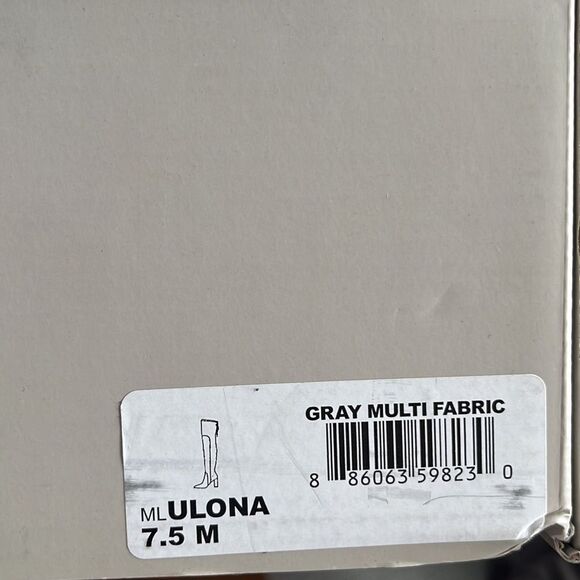 GRAY MULTI FABRIC
8 86063 59823 0
MLULONA
7.5 M